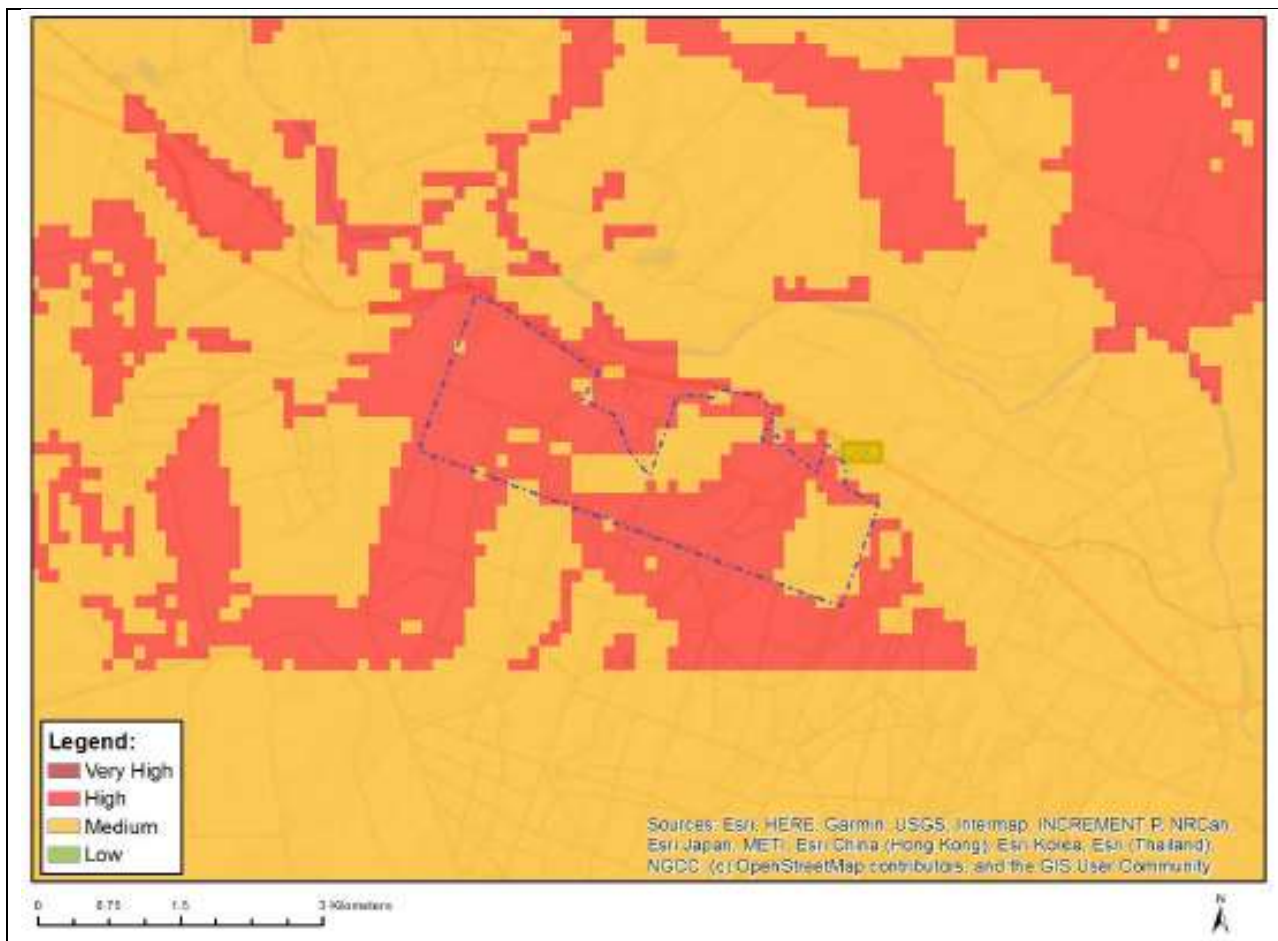 Legend:
Very High
High
Medium
Low
Sources: Esri, HERE, Garmin, USGS, Intermap, INCREMENT P, NRCan,
Esri Japan, METI, Esri China (Hong Kong), Esri Korea, Esri (Thailand),
NGCC, (c) OpenStreetMap contributors, and the GIS User Community
0 0.75 1.5 3 Kilometers
N